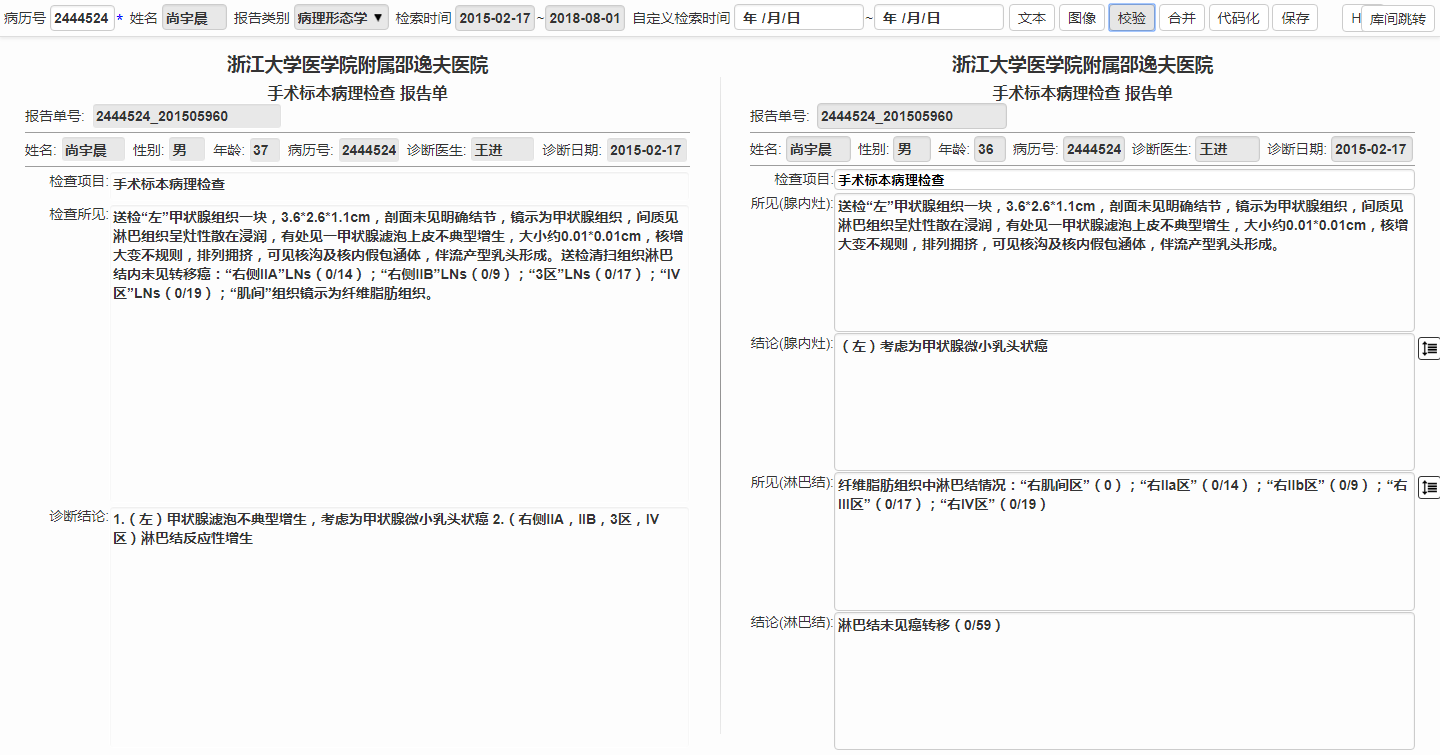 病历号 2444524 * 姓名 尚宇晨 报告类别 病理形态学 ▼ 检索时间 2015-02-17 ~ 2018-08-01 自定义检索时间 年 /月/日 ~ 年 /月/日 文本 图像 校验 合并 代码化 保存 H 库间跳转
浙江大学医学院附属邵逸夫医院
手术标本病理检查 报告单
报告单号: 2444524_201505960
姓名: 尚宇晨 性别: 男 年龄: 37 病历号: 2444524 诊断医生: 王进 诊断日期: 2015-02-17
检查项目: 手术标本病理检查
检查所见: 送检“左”甲状腺组织一块，3.6*2.6*1.1cm，剖面未见明确结节，镜示为甲状腺组织，间质见
淋巴组织呈灶性散在浸润，有处见一甲状腺滤泡上皮不典型增生，大小约0.01*0.01cm，核增
大变不规则，排列拥挤，可见核沟及核内假包涵体，伴流产型乳头形成。送检清扫组织淋巴
结内未见转移癌：“右侧IIA”LNs（0/14）；“右侧IIB”LNs（0/9）；“3区”LNs（0/17）；“IV
区”LNs（0/19）；“肌间”组织镜示为纤维脂肪组织。
诊断结论: 1.（左）甲状腺滤泡不典型增生，考虑为甲状腺微小乳头状癌 2.（右侧IIA，IIB，3区，IV
区）淋巴结反应性增生
浙江大学医学院附属邵逸夫医院
手术标本病理检查 报告单
报告单号: 2444524_201505960
姓名: 尚宇晨 性别: 男 年龄: 36 病历号: 2444524 诊断医生: 王进 诊断日期: 2015-02-17
检查项目: 手术标本病理检查
所见(腺内灶): 送检“左”甲状腺组织一块，3.6*2.6*1.1cm，剖面未见明确结节，镜示为甲状腺组织，间质见
淋巴组织呈灶性散在浸润，有处见一甲状腺滤泡上皮不典型增生，大小约0.01*0.01cm，核增
大变不规则，排列拥挤，可见核沟及核内假包涵体，伴流产型乳头形成。
结论(腺内灶): （左）考虑为甲状腺微小乳头状癌
所见(淋巴结): 纤维脂肪组织中淋巴结情况：“右肌间区”（0）；“右IIa区”（0/14）；“右IIb区”（0/9）；“右
III区”（0/17）；“右IV区”（0/19）
结论(淋巴结): 淋巴结未见癌转移（0/59）